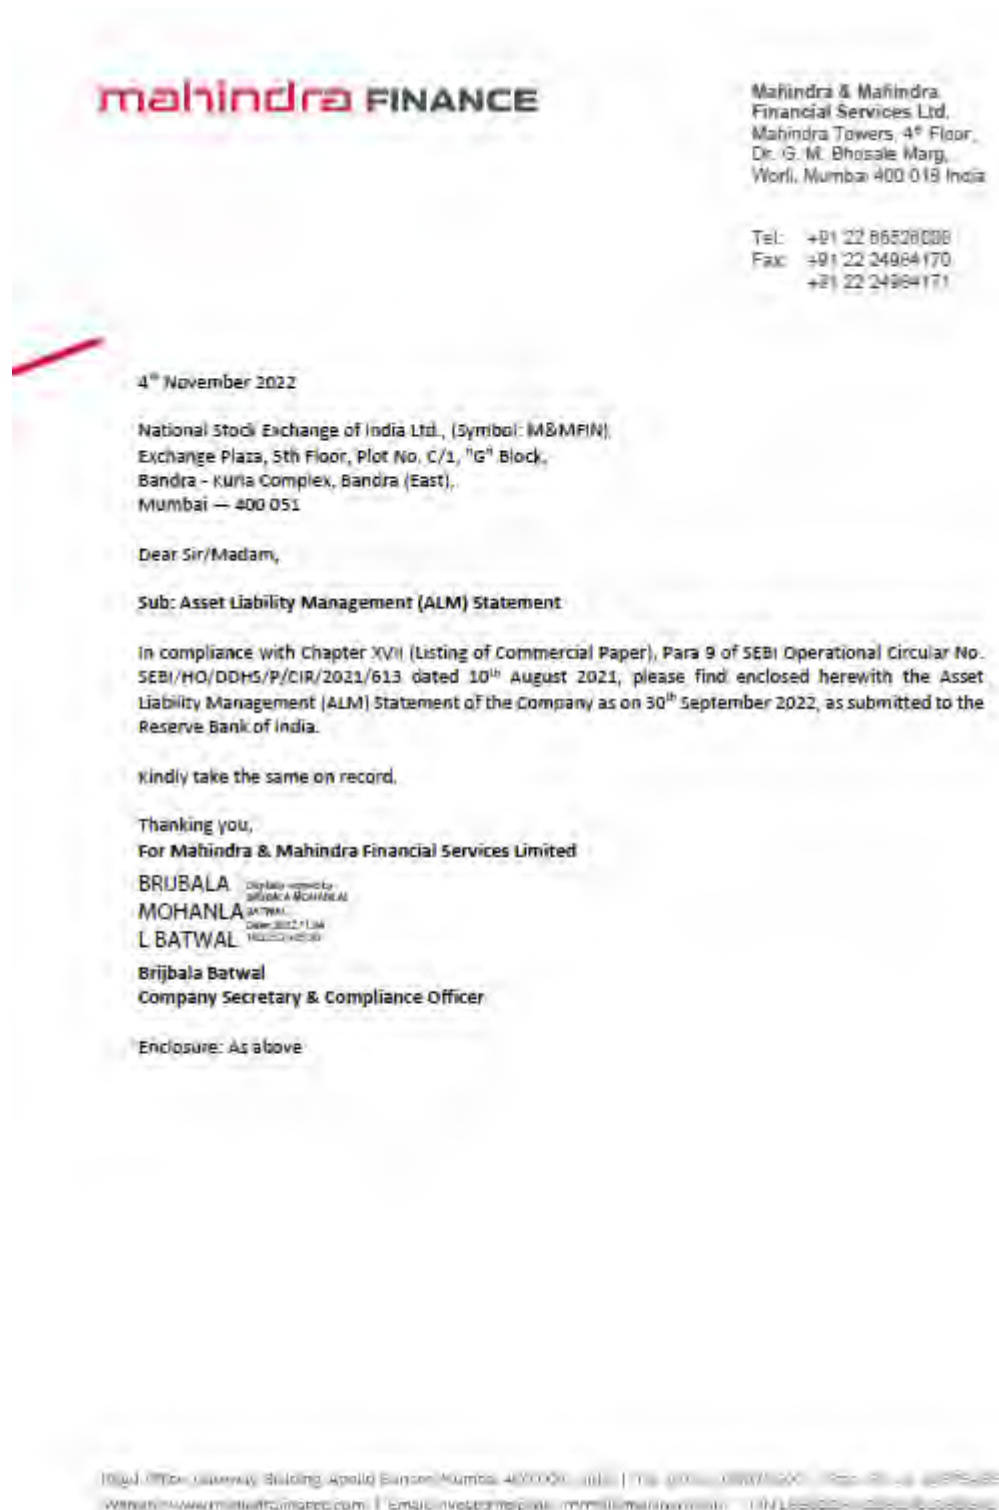 mahindra FINANCE
Mahindra & Mahindra
Financial Services Ltd.
Mahindra Towers, 4th Floor,
Dr. G. M. Bhosale Marg,
Worli, Mumbai 400 018 India
Tel: +91 22
Fax: +91 22 24984170
+91 22 24984171
4th November 2022
National Stock Exchange of India Ltd., (Symbol: M&MFIN)
Exchange Plaza, 5th Floor, Plot No. C/1, "G" Block,
Bandra - Kurla Complex, Bandra (East),
Mumbai — 400 051
Dear Sir/Madam,
Sub: Asset Liability Management (ALM) Statement
In compliance with Chapter XVII (Listing of Commercial Paper), Para 9 of SEBI Operational Circular No.
SEBI/HO/DDHS/P/CIR/2021/613 dated 10th August 2021, please find enclosed herewith the Asset
Liability Management (ALM) Statement of the Company as on 30th September 2022, as submitted to the
Reserve Bank of India.
Kindly take the same on record.
Thanking you,
For Mahindra & Mahindra Financial Services Limited
BRIJBALA
MOHANLA
L BATWAL
Digitally signed by
BRIJBALA MOHANLAL
BATWAL
Brijbala Batwal
Company Secretary & Compliance Officer
Enclosure: As above